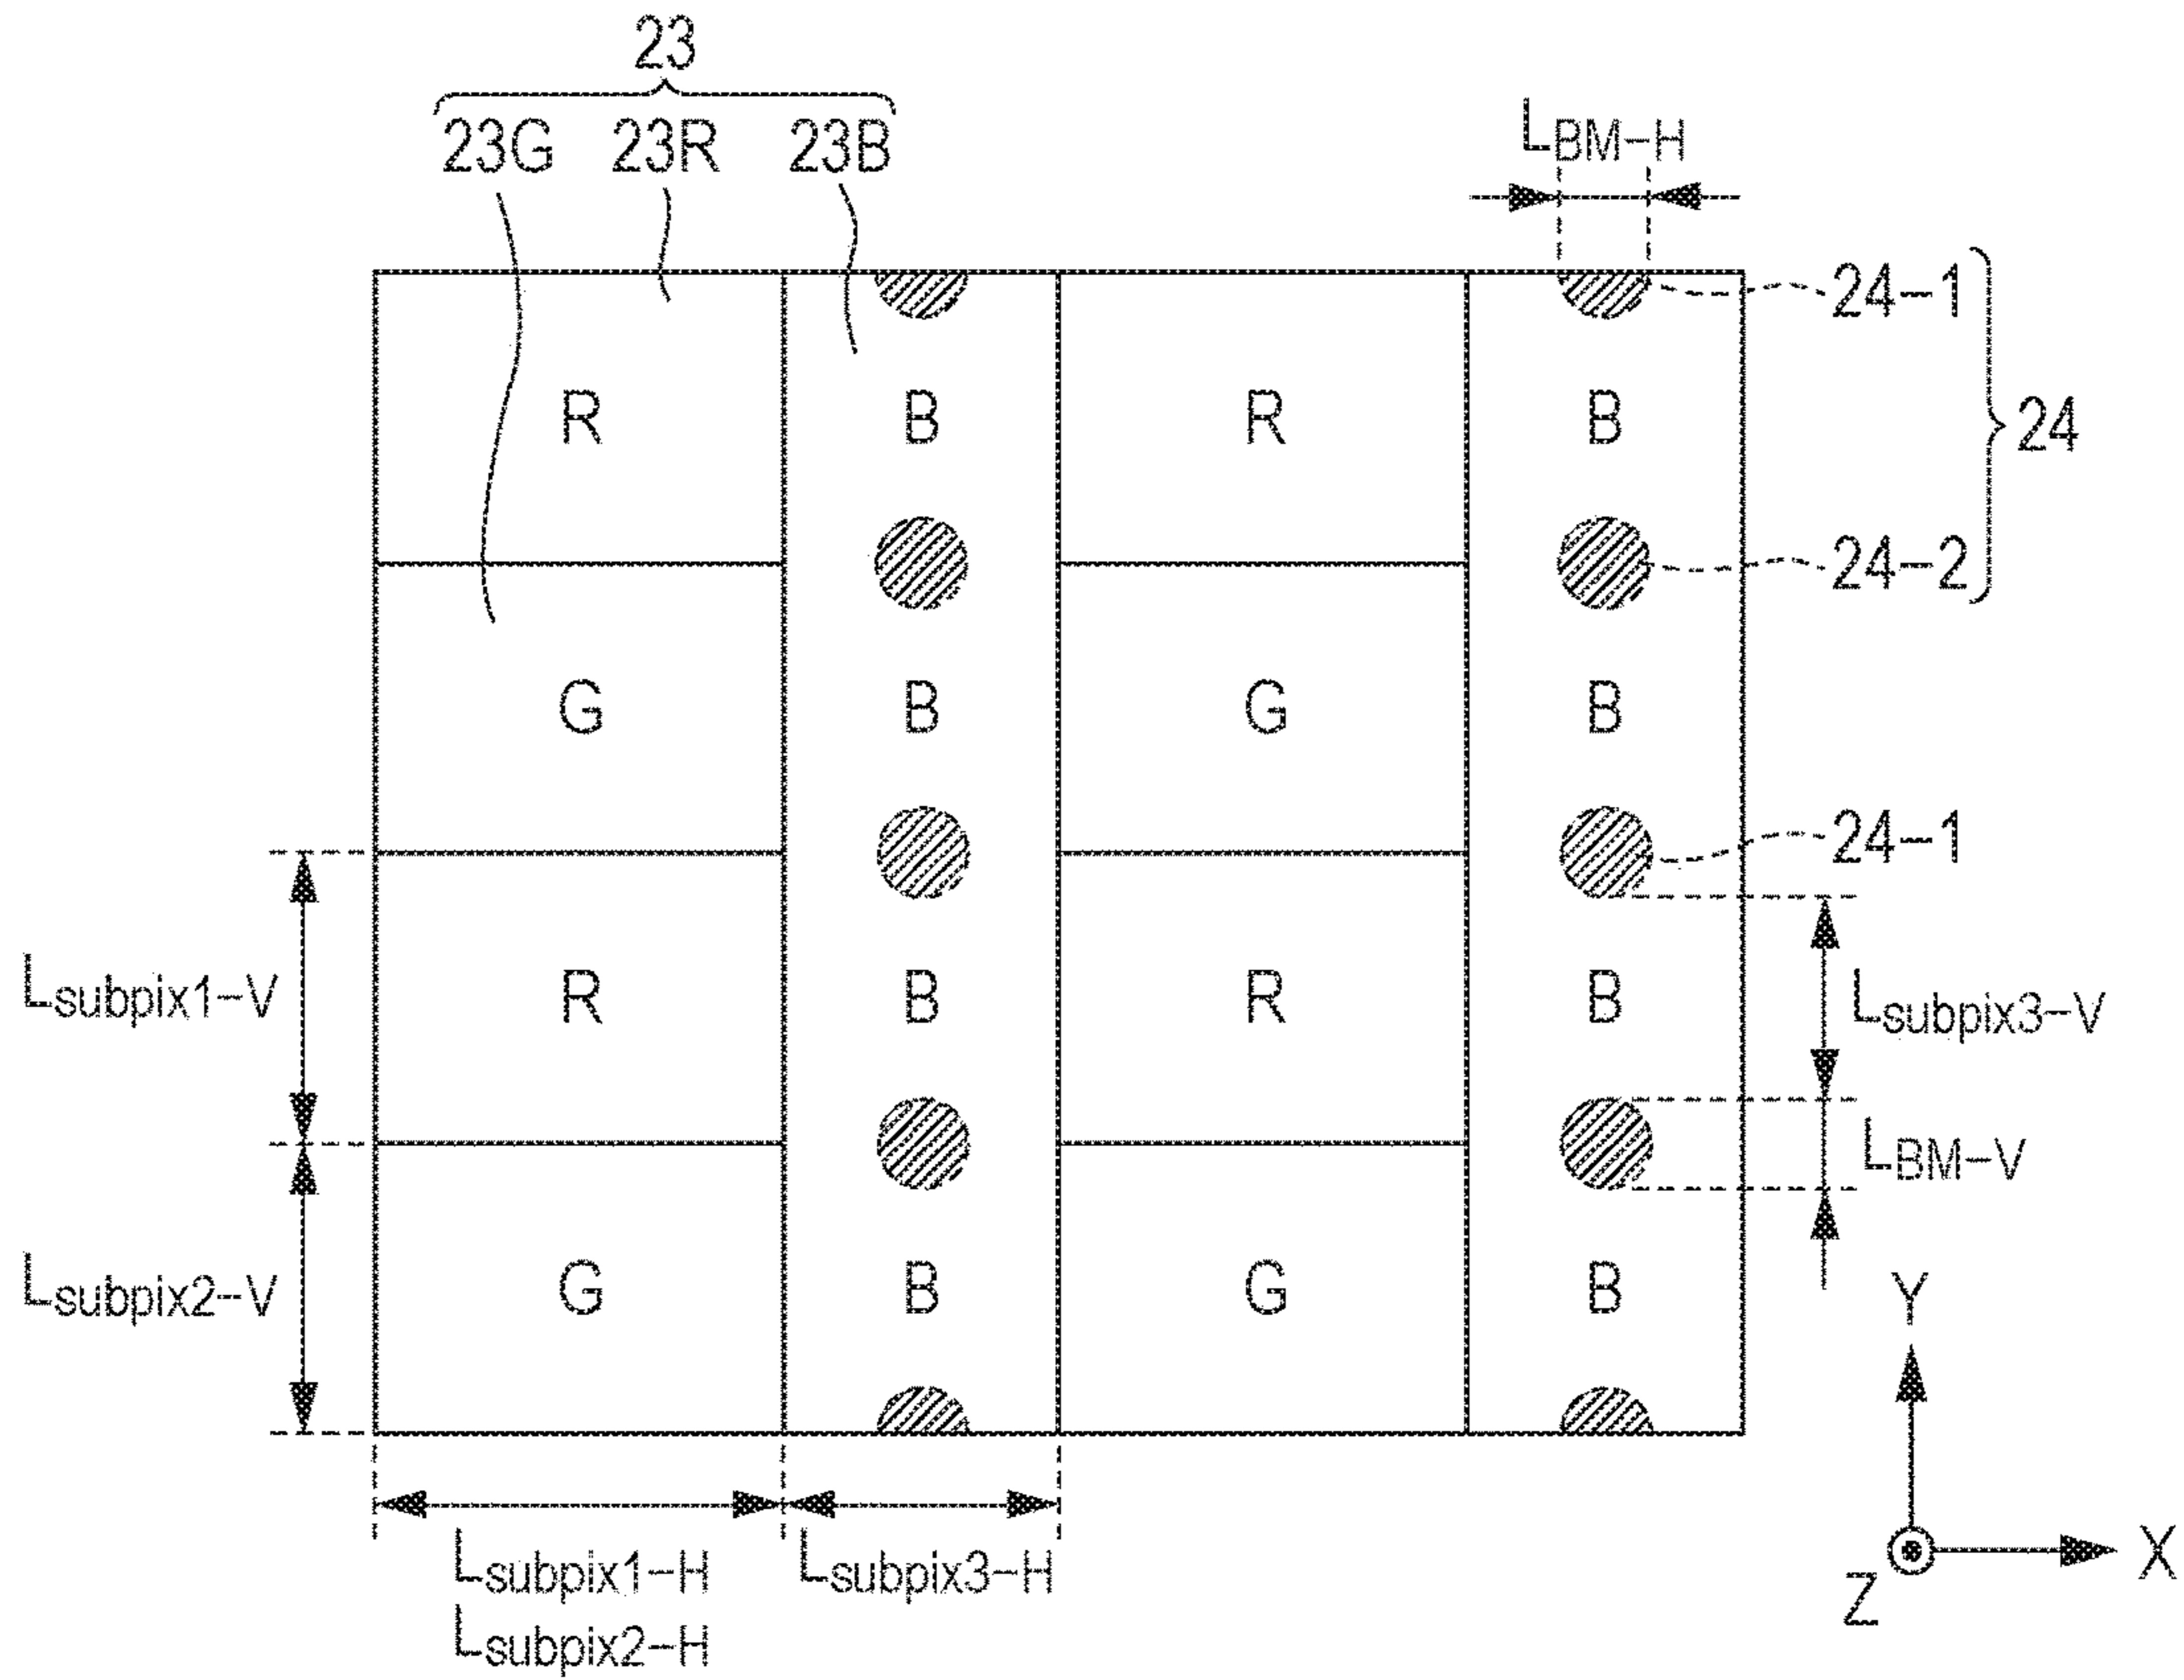 23
23G 23R 23B
LBM-H
24-1
R B R B
24
24-2
G B G B
24-1
Lsubpix1-V
R B R B
Lsubpix3-V
LBM-V
Lsubpix2-V
G B G B
Y
X
Z
Lsubpix1-H Lsubpix3-H
Lsubpix2-H